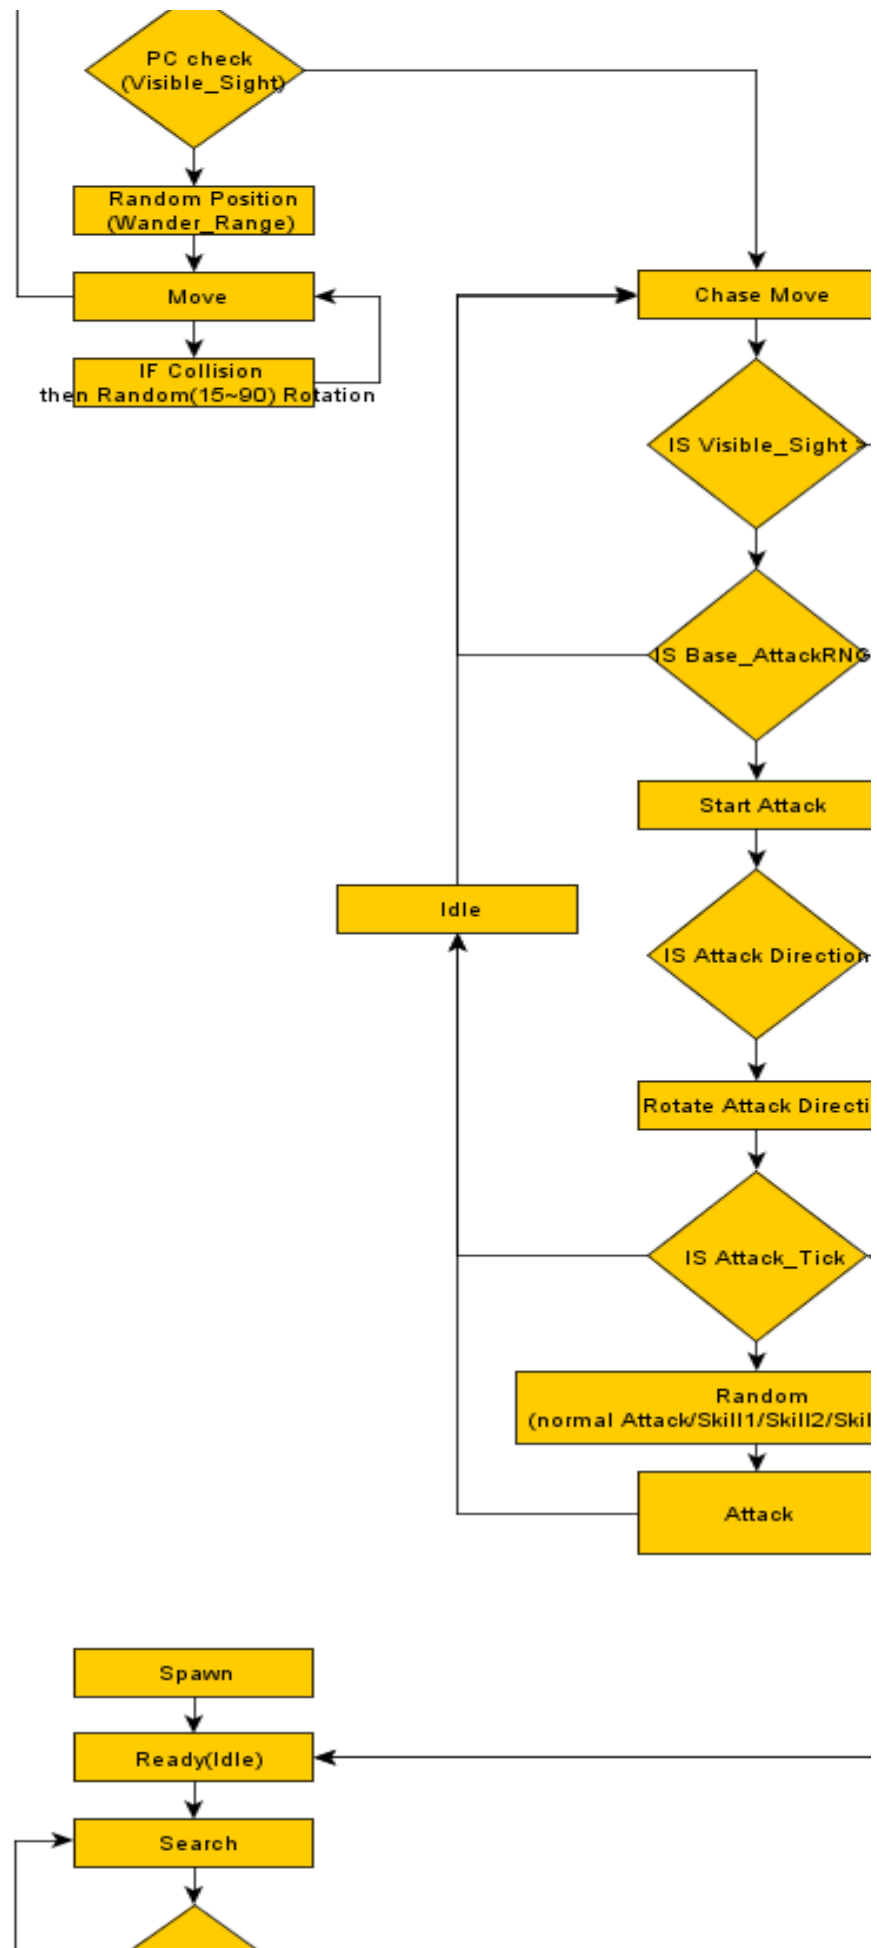 PC check
(Visible_Sight)
Random Position
(Wander_Range)
Move
IF Collision
then Random(15~90) Rotation
Chase Move
IS Visible_Sight >
IS Base_AttackRNG
Start Attack
Idle
IS Attack Direction
Rotate Attack Directi
IS Attack_Tick
Random
(normal Attack/Skill1/Skill2/Skil
Attack
Spawn
Ready(Idle)
Search